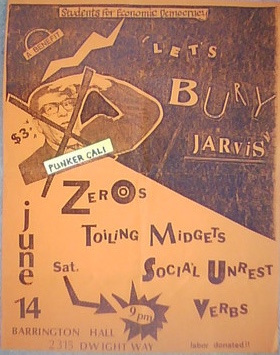 Students for Economic Democracy
A BENEFIT
'LET'S
BURY
JARViS
$3.
PUNKER CALI
ZEROS
TOILING MIDGETS
SOCIAL UNREST
VERBS
june
14
Sat.
9pm
BARRINGTON HALL
2315 DWIGHT WAY
labor donated!!